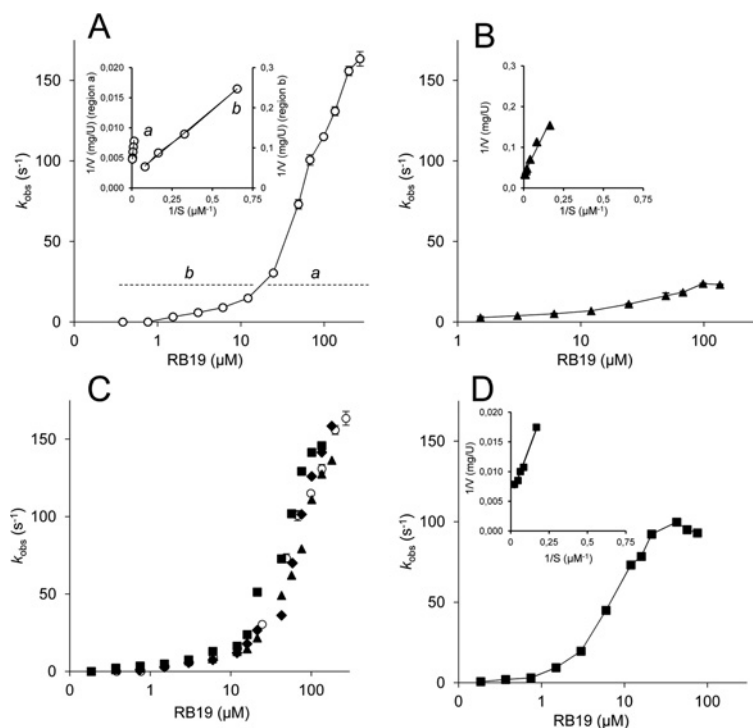 A
k_obs (s⁻¹)
150
100
50
0
0
1
10
100
RB19 (µM)
b
a
1/V (mg/U) (region a)
0,020
0,015
0,010
0,005
0,000
a
b
0,3
0,2
0,1
0
1/V (mg/U) (region b)
0
0,25
0,5
0,75
1/S (µM⁻¹)
B
k_obs (s⁻¹)
150
100
50
0
1
10
100
RB19 (µM)
1/V (mg/U)
0,3
0,2
0,1
0,0
0
0,25
0,5
0,75
1/S (µM⁻¹)
C
k_obs (s⁻¹)
150
100
50
0
0
1
10
100
RB19 (µM)
D
k_obs (s⁻¹)
150
100
50
0
0
1
10
100
RB19 (µM)
1/V (mg/U)
0,020
0,015
0,010
0,005
0,000
0
0,25
0,5
0,75
1/S (µM⁻¹)